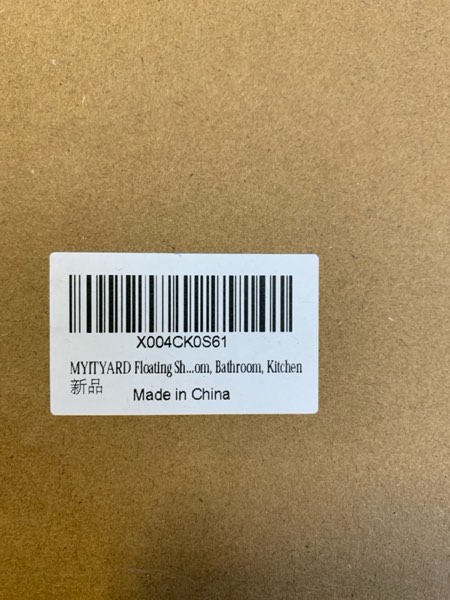 X004CK0S61
MYITYARD Floating Sh...om, Bathroom, Kitchen
新品
Made in China